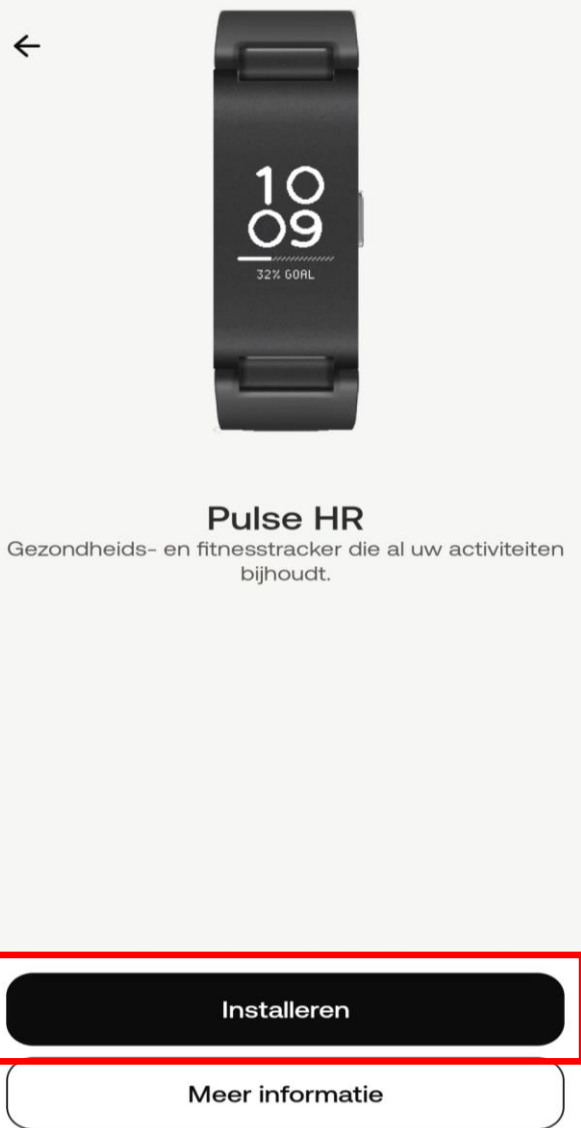 10
09
32% GOAL
Pulse HR
Gezondheids- en fitnesstracker die al uw activiteiten
bijhoudt.
Installeren
Meer informatie